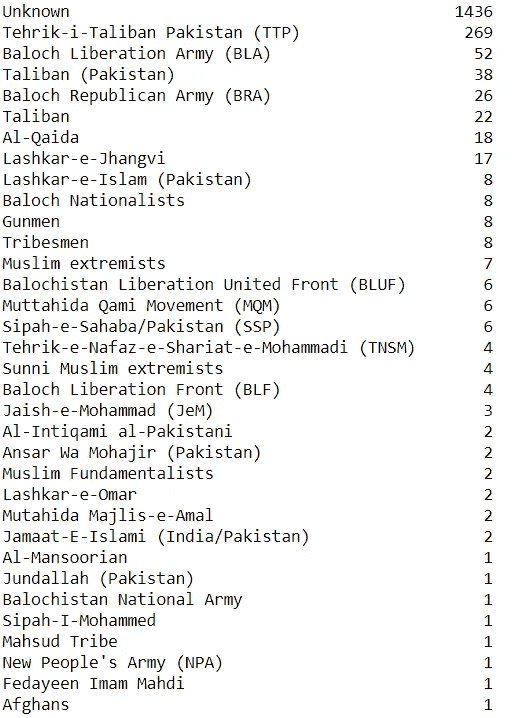 Unknown 1436
Tehrik-i-Taliban Pakistan (TTP) 269
Baloch Liberation Army (BLA) 52
Taliban (Pakistan) 38
Baloch Republican Army (BRA) 26
Taliban 22
Al-Qaida 18
Lashkar-e-Jhangvi 17
Lashkar-e-Islam (Pakistan) 8
Baloch Nationalists 8
Gunmen 8
Tribesmen 8
Muslim extremists 7
Balochistan Liberation United Front (BLUF) 6
Muttahida Qami Movement (MQM) 6
Sipah-e-Sahaba/Pakistan (SSP) 6
Tehrik-e-Nafaz-e-Shariat-e-Mohammadi (TNSM) 4
Sunni Muslim extremists 4
Baloch Liberation Front (BLF) 4
Jaish-e-Mohammad (JeM) 3
Al-Intiqami al-Pakistani 2
Ansar Wa Mohajir (Pakistan) 2
Muslim Fundamentalists 2
Lashkar-e-Omar 2
Mutahida Majlis-e-Amal 2
Jamaat-E-Islami (India/Pakistan) 2
Al-Mansoorian 1
Jundallah (Pakistan) 1
Balochistan National Army 1
Sipah-I-Mohammed 1
Mahsud Tribe 1
New People's Army (NPA) 1
Fedayeen Imam Mahdi 1
Afghans 1